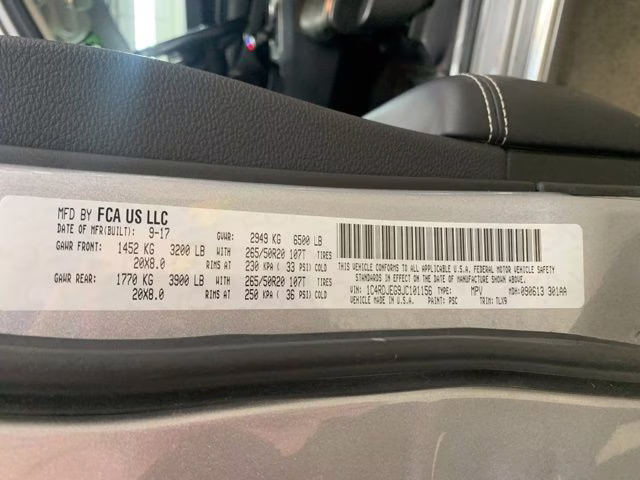 MFD BY FCA US LLC
DATE OF MFR(BUILT): 9-17 GVWR: 2949 KG 6500 LB
GAWR FRONT: 1452 KG 3200 LB WITH 265/50R20 107T TIRES
20X8.0 RIMS AT 230 KPA ( 33 PSI) COLD
GAWR REAR: 1770 KG 3900 LB WITH 265/50R20 107T TIRES
20X8.0 RIMS AT 250 KPA ( 36 PSI) COLD
THIS VEHICLE CONFORMS TO ALL APPLICABLE U.S.A. FEDERAL MOTOR VEHICLE SAFETY
STANDARDS IN EFFECT ON THE DATE OF MANUFACTURE SHOWN ABOVE.
VIN: 1C4RDJEG9JC101156 TYPE: MPV MDH: 090613 301AA
VEHICLE MADE IN U.S.A. PAINT: PSC TRIM: TLX9